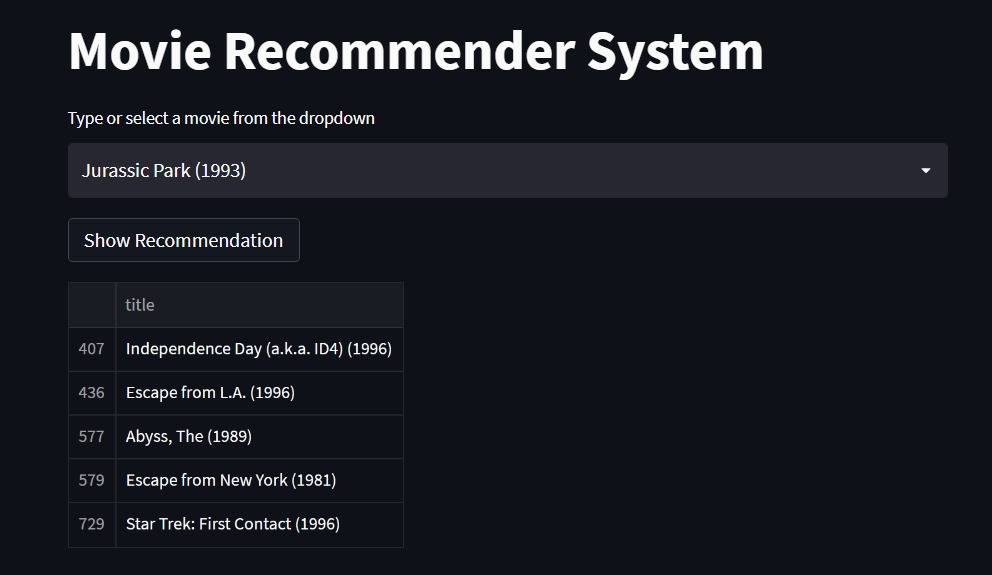 Movie Recommender System
Type or select a movie from the dropdown
Jurassic Park (1993)
Show Recommendation
title
407 Independence Day (a.k.a. ID4) (1996)
436 Escape from L.A. (1996)
577 Abyss, The (1989)
579 Escape from New York (1981)
729 Star Trek: First Contact (1996)